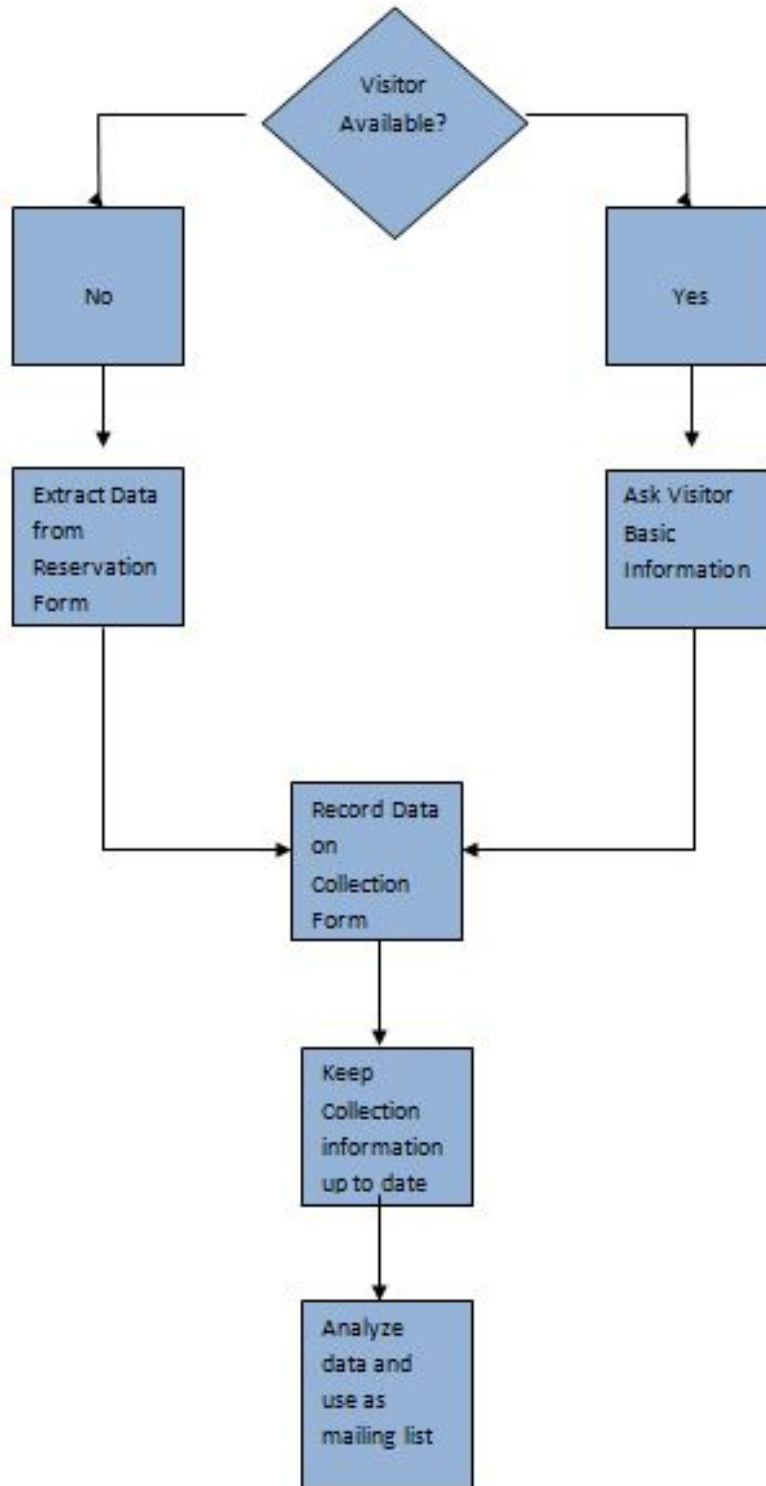 Visitor
Available?
No
Yes
Extract Data
from
Reservation
Form
Ask Visitor
Basic
Information
Record Data
on
Collection
Form
Keep
Collection
information
up to date
Analyze
data and
use as
mailing list